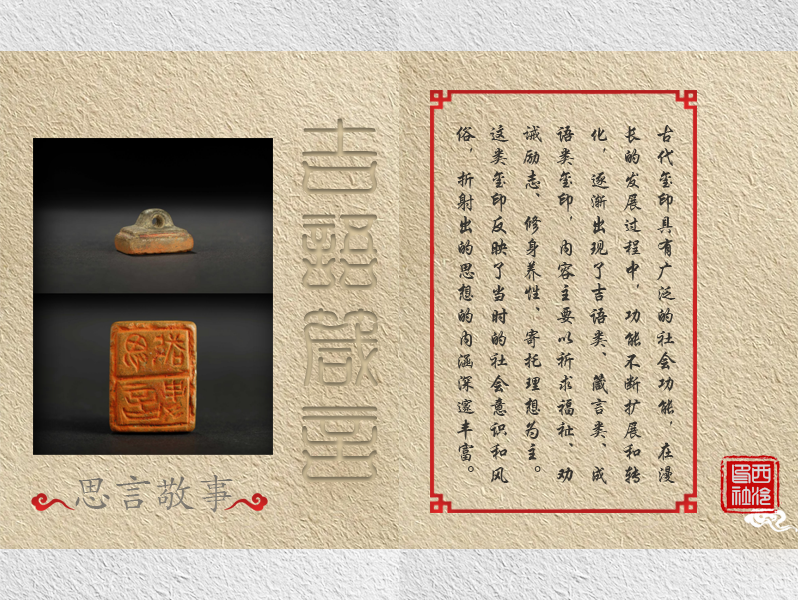 吉語箴言
思言敬事
古代玺印具有广泛的社会功能，在漫
长的发展过程中，功能不断扩展和转
化，逐渐出现了吉语类、箴言类、成
语类玺印，内容主要以祈求福祉、劝
诫励志、修身养性、寄托理想为主。
这类玺印反映了当时的社会意识和风
俗，折射出的思想的内涵深邃丰富。
西泠印社